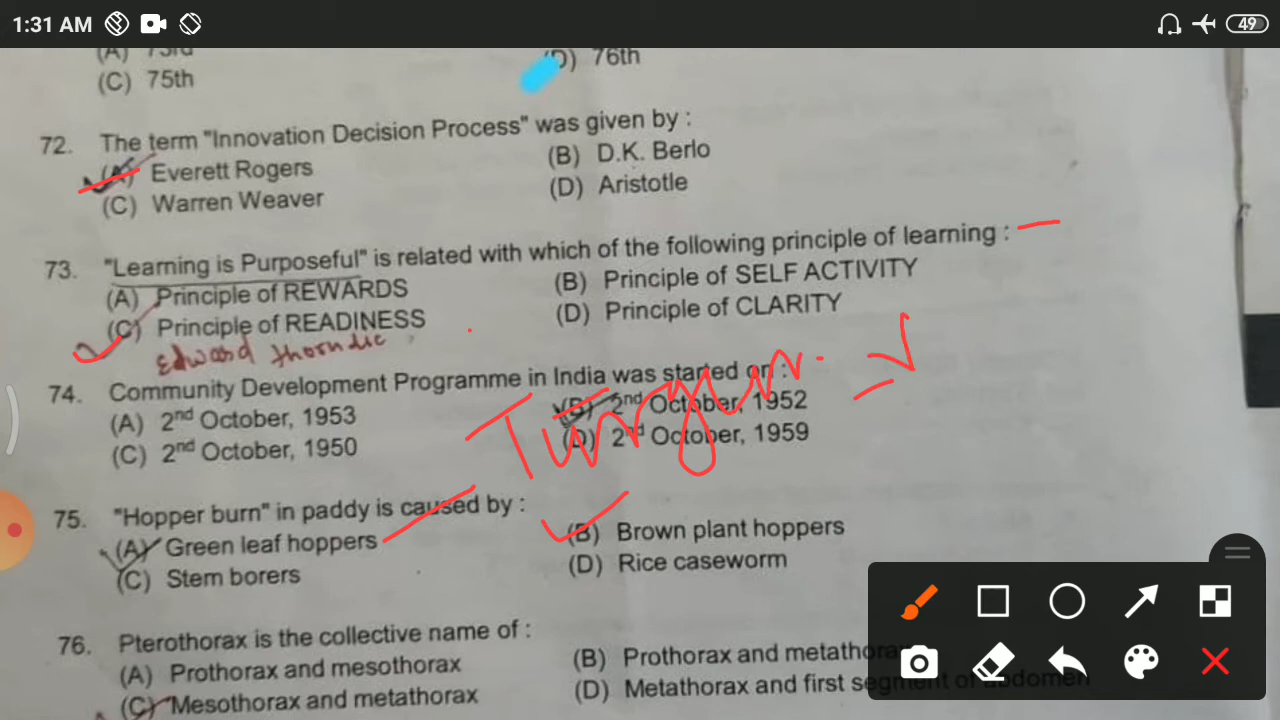 1:31 AM 49
(A) 73rd (D) 76th
(C) 75th
72. The term "Innovation Decision Process" was given by :
(A) Everett Rogers (B) D.K. Berlo
(C) Warren Weaver (D) Aristotle
73. "Learning is Purposeful" is related with which of the following principle of learning :
(A) Principle of REWARDS (B) Principle of SELF ACTIVITY
(C) Principle of READINESS (D) Principle of CLARITY
Edward thorndic
74. Community Development Programme in India was started on :
(A) 2nd October, 1953 (B) 2nd October, 1952
(C) 2nd October, 1950 (D) 2nd October, 1959
75. "Hopper burn" in paddy is caused by :
(A) Green leaf hoppers (B) Brown plant hoppers
(C) Stem borers (D) Rice caseworm
76. Pterothorax is the collective name of :
(A) Prothorax and mesothorax (B) Prothorax and metathorax
(C) Mesothorax and metathorax (D) Metathorax and first segment of abdomen